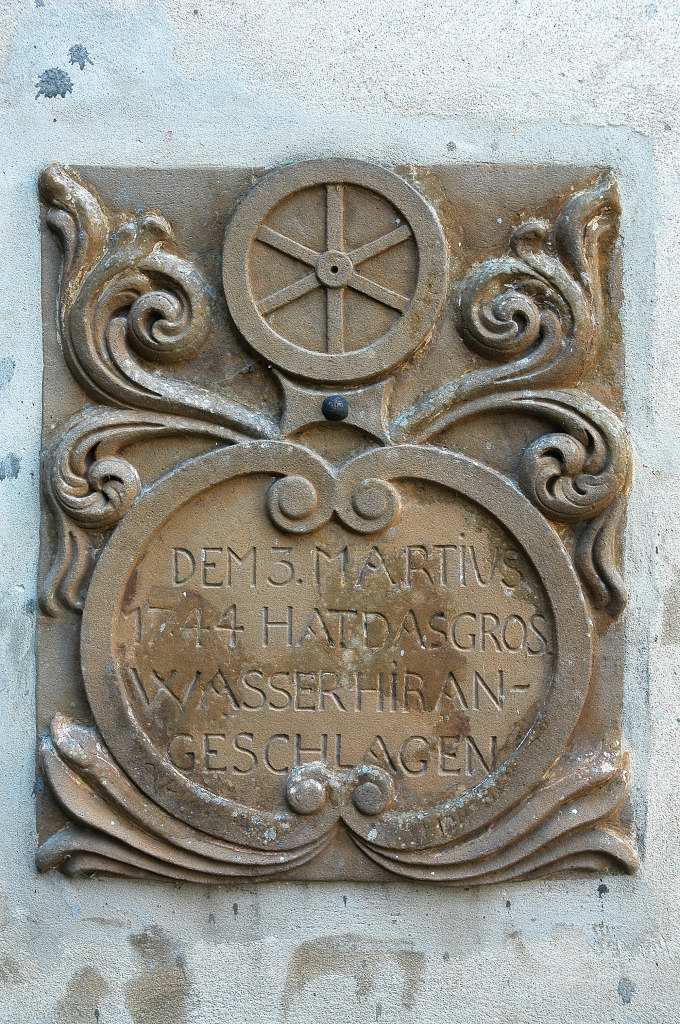 DEM 3. MARTIVS
1744 HAT DAS GROS
WASSER HIR AN-
GESCHLAGEN